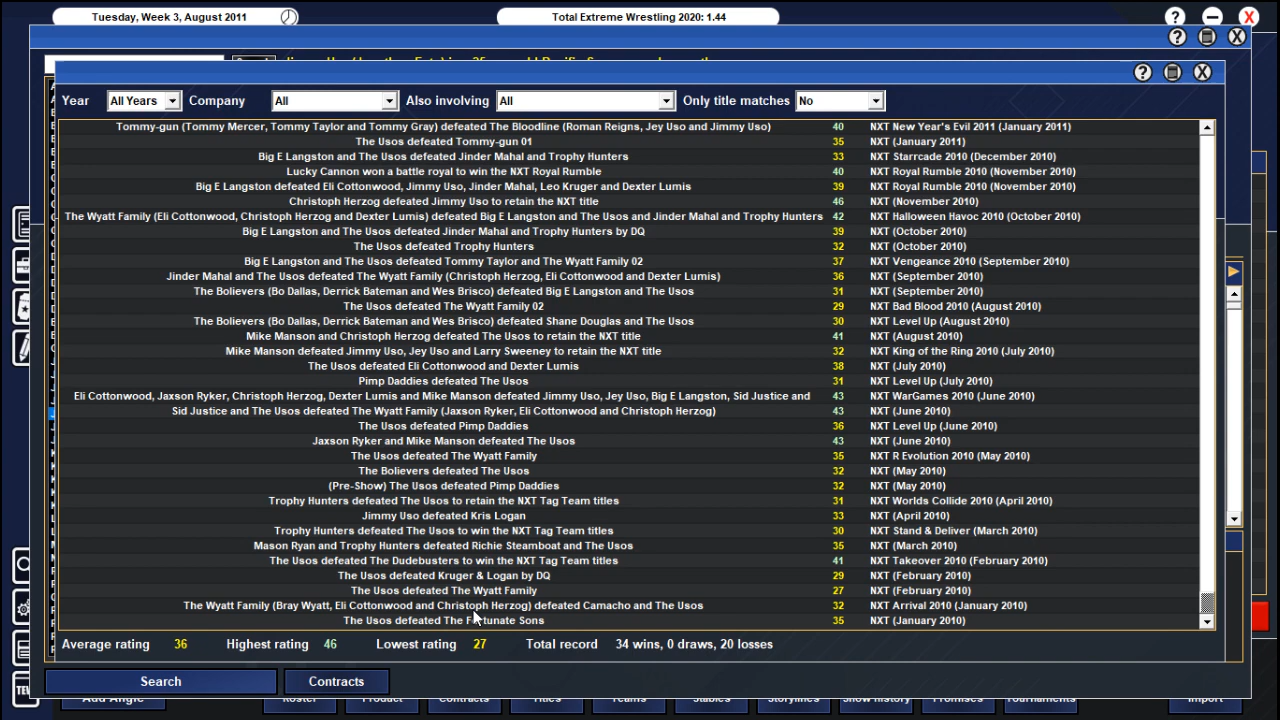 Tuesday, Week 3, August 2011
Total Extreme Wrestling 2020: 1.44
Year All Years Company All Also involving All Only title matches No
Tommy-gun (Tommy Mercer, Tommy Taylor and Tommy Gray) defeated The Bloodline (Roman Reigns, Jey Uso and Jimmy Uso) 40 NXT New Year's Evil 2011 (January 2011)
The Usos defeated Tommy-gun 01 35 NXT (January 2011)
Big E Langston and The Usos defeated Jinder Mahal and Trophy Hunters 33 NXT Starrcade 2010 (December 2010)
Lucky Cannon won a battle royal to win the NXT Royal Rumble 40 NXT Royal Rumble 2010 (November 2010)
Big E Langston defeated Eli Cottonwood, Jimmy Uso, Jinder Mahal, Leo Kruger and Dexter Lumis 39 NXT Royal Rumble 2010 (November 2010)
Christoph Herzog defeated Jimmy Uso to retain the NXT title 46 NXT (November 2010)
The Wyatt Family (Eli Cottonwood, Christoph Herzog and Dexter Lumis) defeated Big E Langston and The Usos and Jinder Mahal and Trophy Hunters 42 NXT Halloween Havoc 2010 (October 2010)
Big E Langston and The Usos defeated Jinder Mahal and Trophy Hunters by DQ 39 NXT (October 2010)
The Usos defeated Trophy Hunters 32 NXT (October 2010)
Big E Langston and The Usos defeated Tommy Taylor and The Wyatt Family 02 37 NXT Vengeance 2010 (September 2010)
Jinder Mahal and The Usos defeated The Wyatt Family (Christoph Herzog, Eli Cottonwood and Dexter Lumis) 36 NXT (September 2010)
The Bolievers (Bo Dallas, Derrick Bateman and Wes Brisco) defeated Big E Langston and The Usos 31 NXT (September 2010)
The Usos defeated The Wyatt Family 02 29 NXT Bad Blood 2010 (August 2010)
The Bolievers (Bo Dallas, Derrick Bateman and Wes Brisco) defeated Shane Douglas and The Usos 30 NXT Level Up (August 2010)
Mike Manson and Christoph Herzog defeated The Usos to retain the NXT title 41 NXT (August 2010)
Mike Manson defeated Jimmy Uso, Jey Uso and Larry Sweeney to retain the NXT title 32 NXT King of the Ring 2010 (July 2010)
The Usos defeated Eli Cottonwood and Dexter Lumis 38 NXT (July 2010)
Pimp Daddies defeated The Usos 31 NXT Level Up (July 2010)
Eli Cottonwood, Jaxson Ryker, Christoph Herzog, Dexter Lumis and Mike Manson defeated Jimmy Uso, Jey Uso, Big E Langston, Sid Justice and 43 NXT WarGames 2010 (June 2010)
Sid Justice and The Usos defeated The Wyatt Family (Jaxson Ryker, Eli Cottonwood and Christoph Herzog) 43 NXT (June 2010)
The Usos defeated Pimp Daddies 36 NXT Level Up (June 2010)
Jaxson Ryker and Mike Manson defeated The Usos 43 NXT (June 2010)
The Usos defeated The Wyatt Family 35 NXT R Evolution 2010 (May 2010)
The Bolievers defeated The Usos 32 NXT (May 2010)
(Pre-Show) The Usos defeated Pimp Daddies 32 NXT (May 2010)
Trophy Hunters defeated The Usos to retain the NXT Tag Team titles 31 NXT Worlds Collide 2010 (April 2010)
Jimmy Uso defeated Kris Logan 33 NXT (April 2010)
Trophy Hunters defeated The Usos to win the NXT Tag Team titles 30 NXT Stand & Deliver (March 2010)
Mason Ryan and Trophy Hunters defeated Richie Steamboat and The Usos 35 NXT (March 2010)
The Usos defeated The Dudebusters to win the NXT Tag Team titles 41 NXT Takeover 2010 (February 2010)
The Usos defeated Kruger & Logan by DQ 29 NXT (February 2010)
The Usos defeated The Wyatt Family 27 NXT (February 2010)
The Wyatt Family (Bray Wyatt, Eli Cottonwood and Christoph Herzog) defeated Camacho and The Usos 32 NXT Arrival 2010 (January 2010)
The Usos defeated The Fortunate Sons 35 NXT (January 2010)
Average rating 36 Highest rating 46 Lowest rating 27 Total record 34 wins, 0 draws, 20 losses
Search Contracts
Add Angle Roster Product Contracts Titles Teams Stables Storylines Show History Promises Tournaments Import